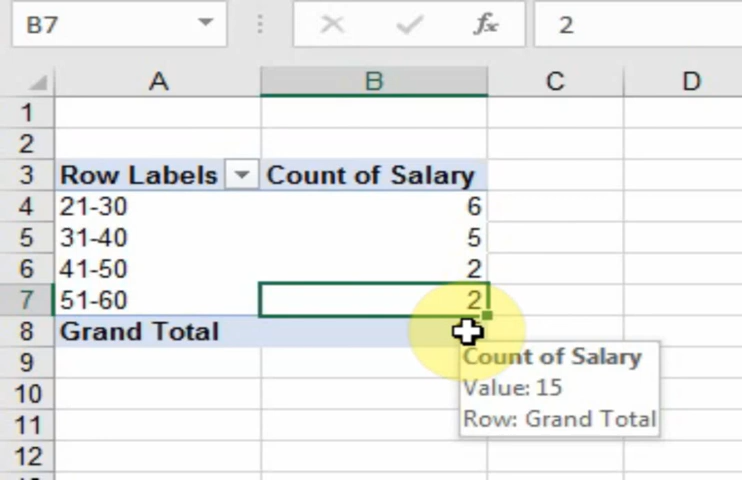 B7 fx 2
A B C D
1
2
3 Row Labels Count of Salary
4 21-30 6
5 31-40 5
6 41-50 2
7 51-60 2
8 Grand Total
Count of Salary
9
Value: 15
10
Row: Grand Total
11
12